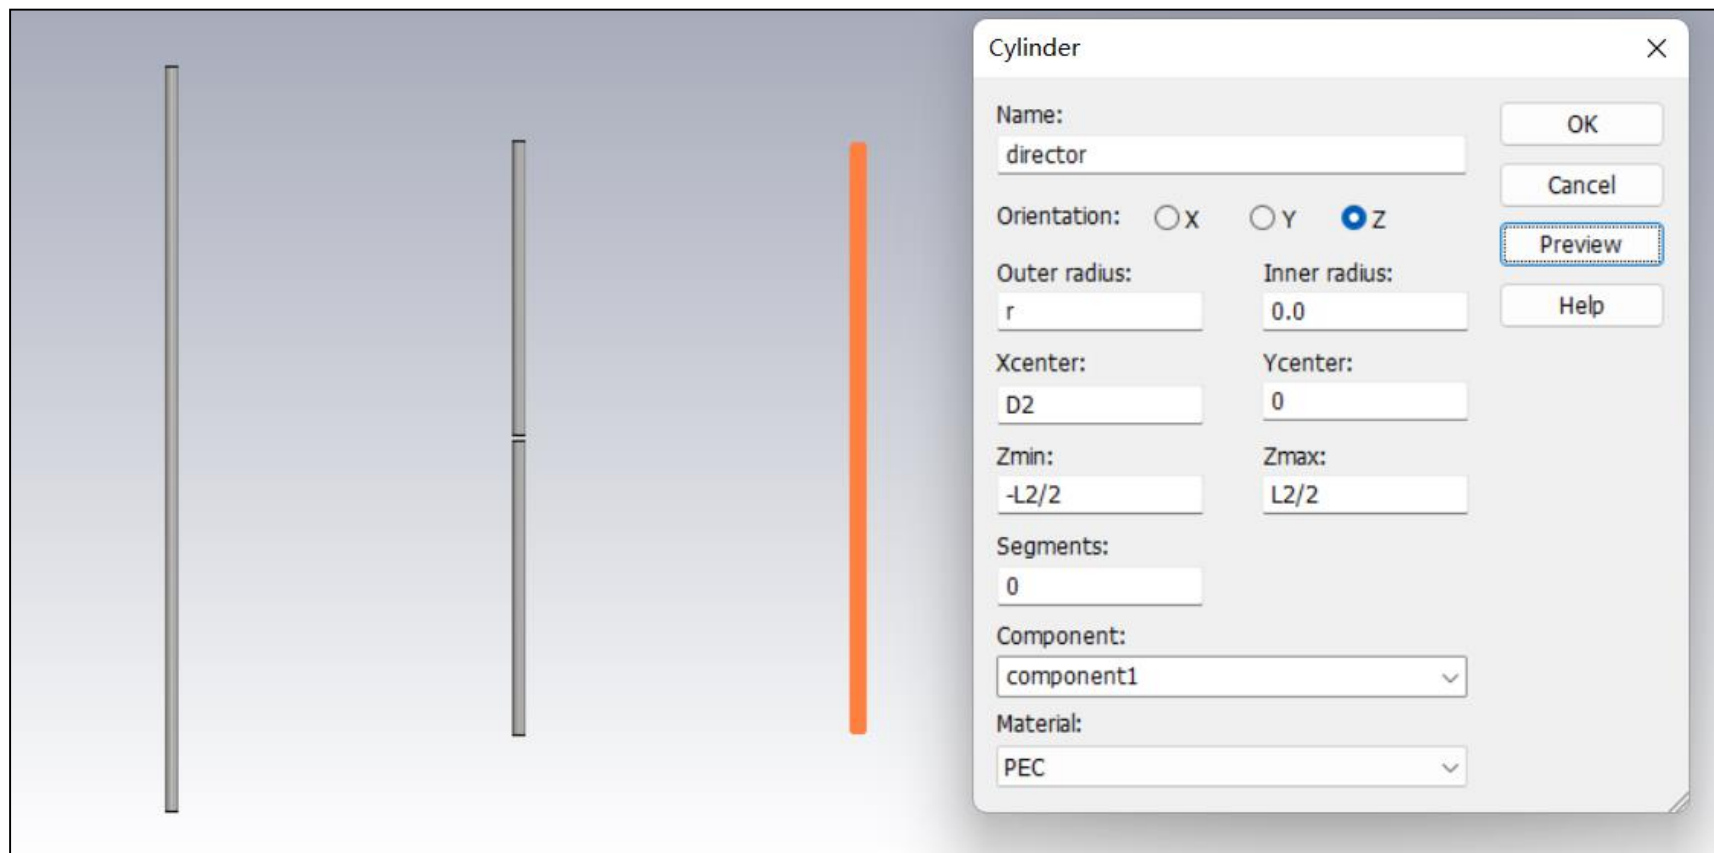 Cylinder
Name:
OK
director
Cancel
Orientation: X Y Z
Preview
Outer radius: Inner radius:
r 0.0
Help
Xcenter: Ycenter:
D2 0
Zmin: Zmax:
-L2/2 L2/2
Segments:
0
Component:
component1
Material:
PEC